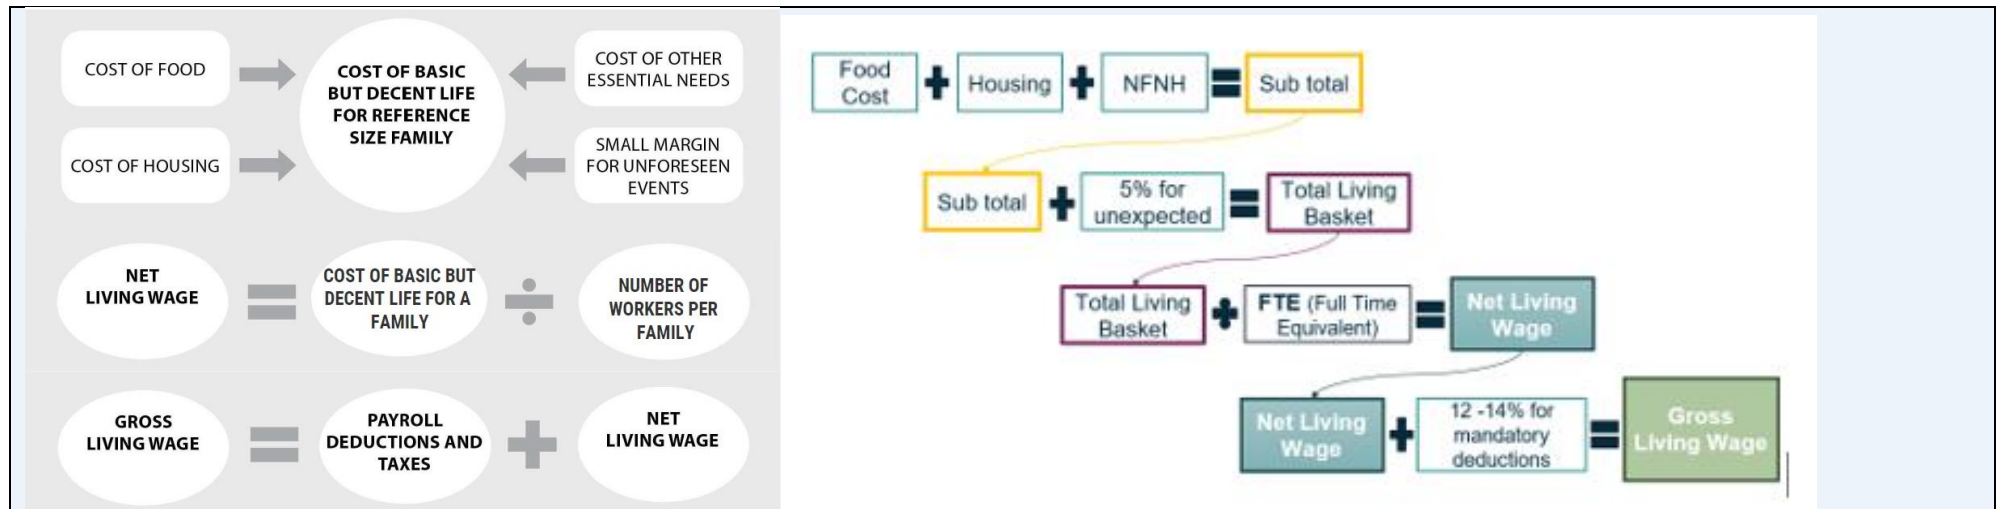 COST OF FOOD
COST OF HOUSING
COST OF BASIC
BUT DECENT LIFE
FOR REFERENCE
SIZE FAMILY
COST OF OTHER
ESSENTIAL NEEDS
SMALL MARGIN
FOR UNFORESEEN
EVENTS
NET
LIVING WAGE
=
COST OF BASIC BUT
DECENT LIFE FOR A
FAMILY
÷
NUMBER OF
WORKERS PER
FAMILY
GROSS
LIVING WAGE
=
PAYROLL
DEDUCTIONS AND
TAXES
+
NET
LIVING WAGE
Food
Cost
+
Housing
+
NFNH
=
Sub total
Sub total
+
5% for
unexpected
=
Total Living
Basket
Total Living
Basket
÷
FTE (Full Time
Equivalent)
=
Net Living
Wage
Net Living
Wage
+
12 -14% for
mandatory
deductions
=
Gross
Living Wage